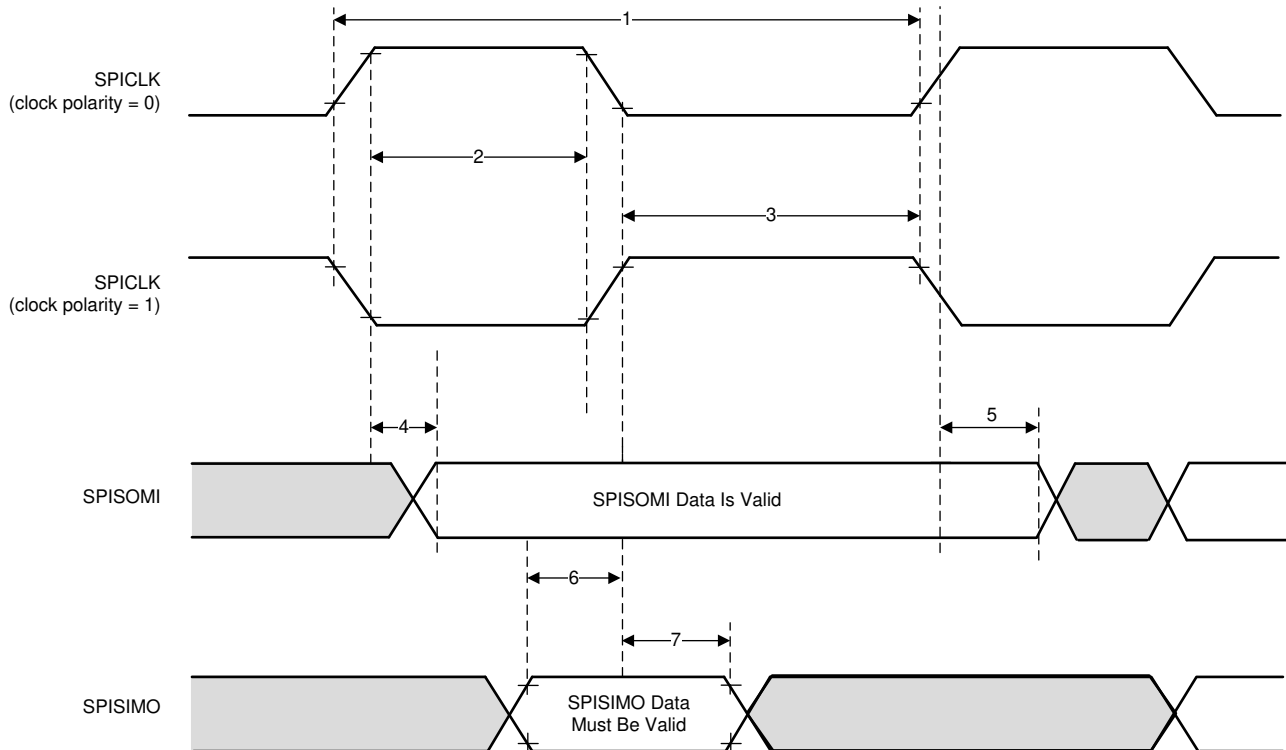 1
SPICLK
(clock polarity = 0)
2
3
SPICLK
(clock polarity = 1)
4
5
SPISOMI
SPISOMI Data Is Valid
6
7
SPISIMO
SPISIMO Data
Must Be Valid